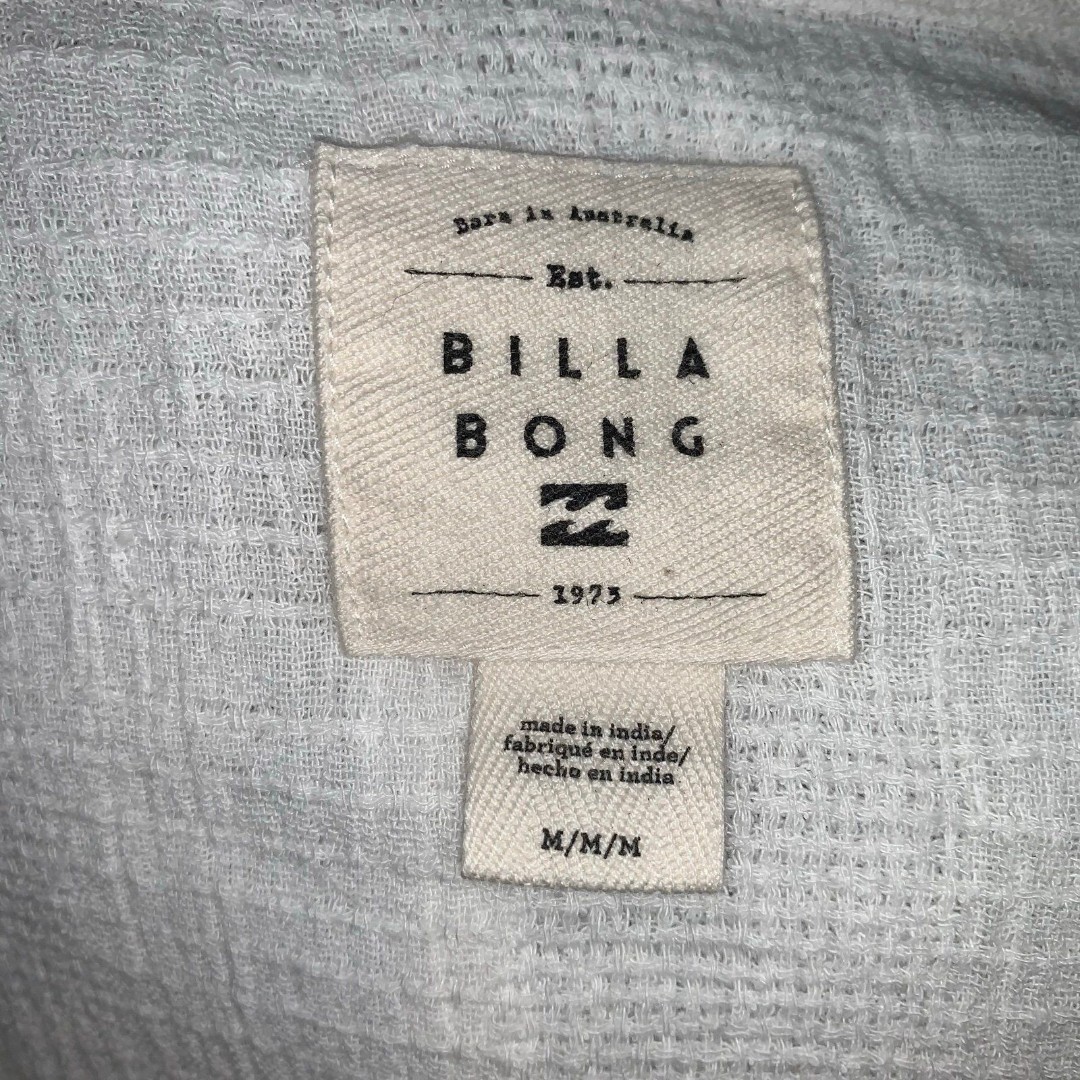 Born in Australia
Est.
BILLA
BONG
1973
made in india/
fabriqué en inde/
hecho en india
M/M/M